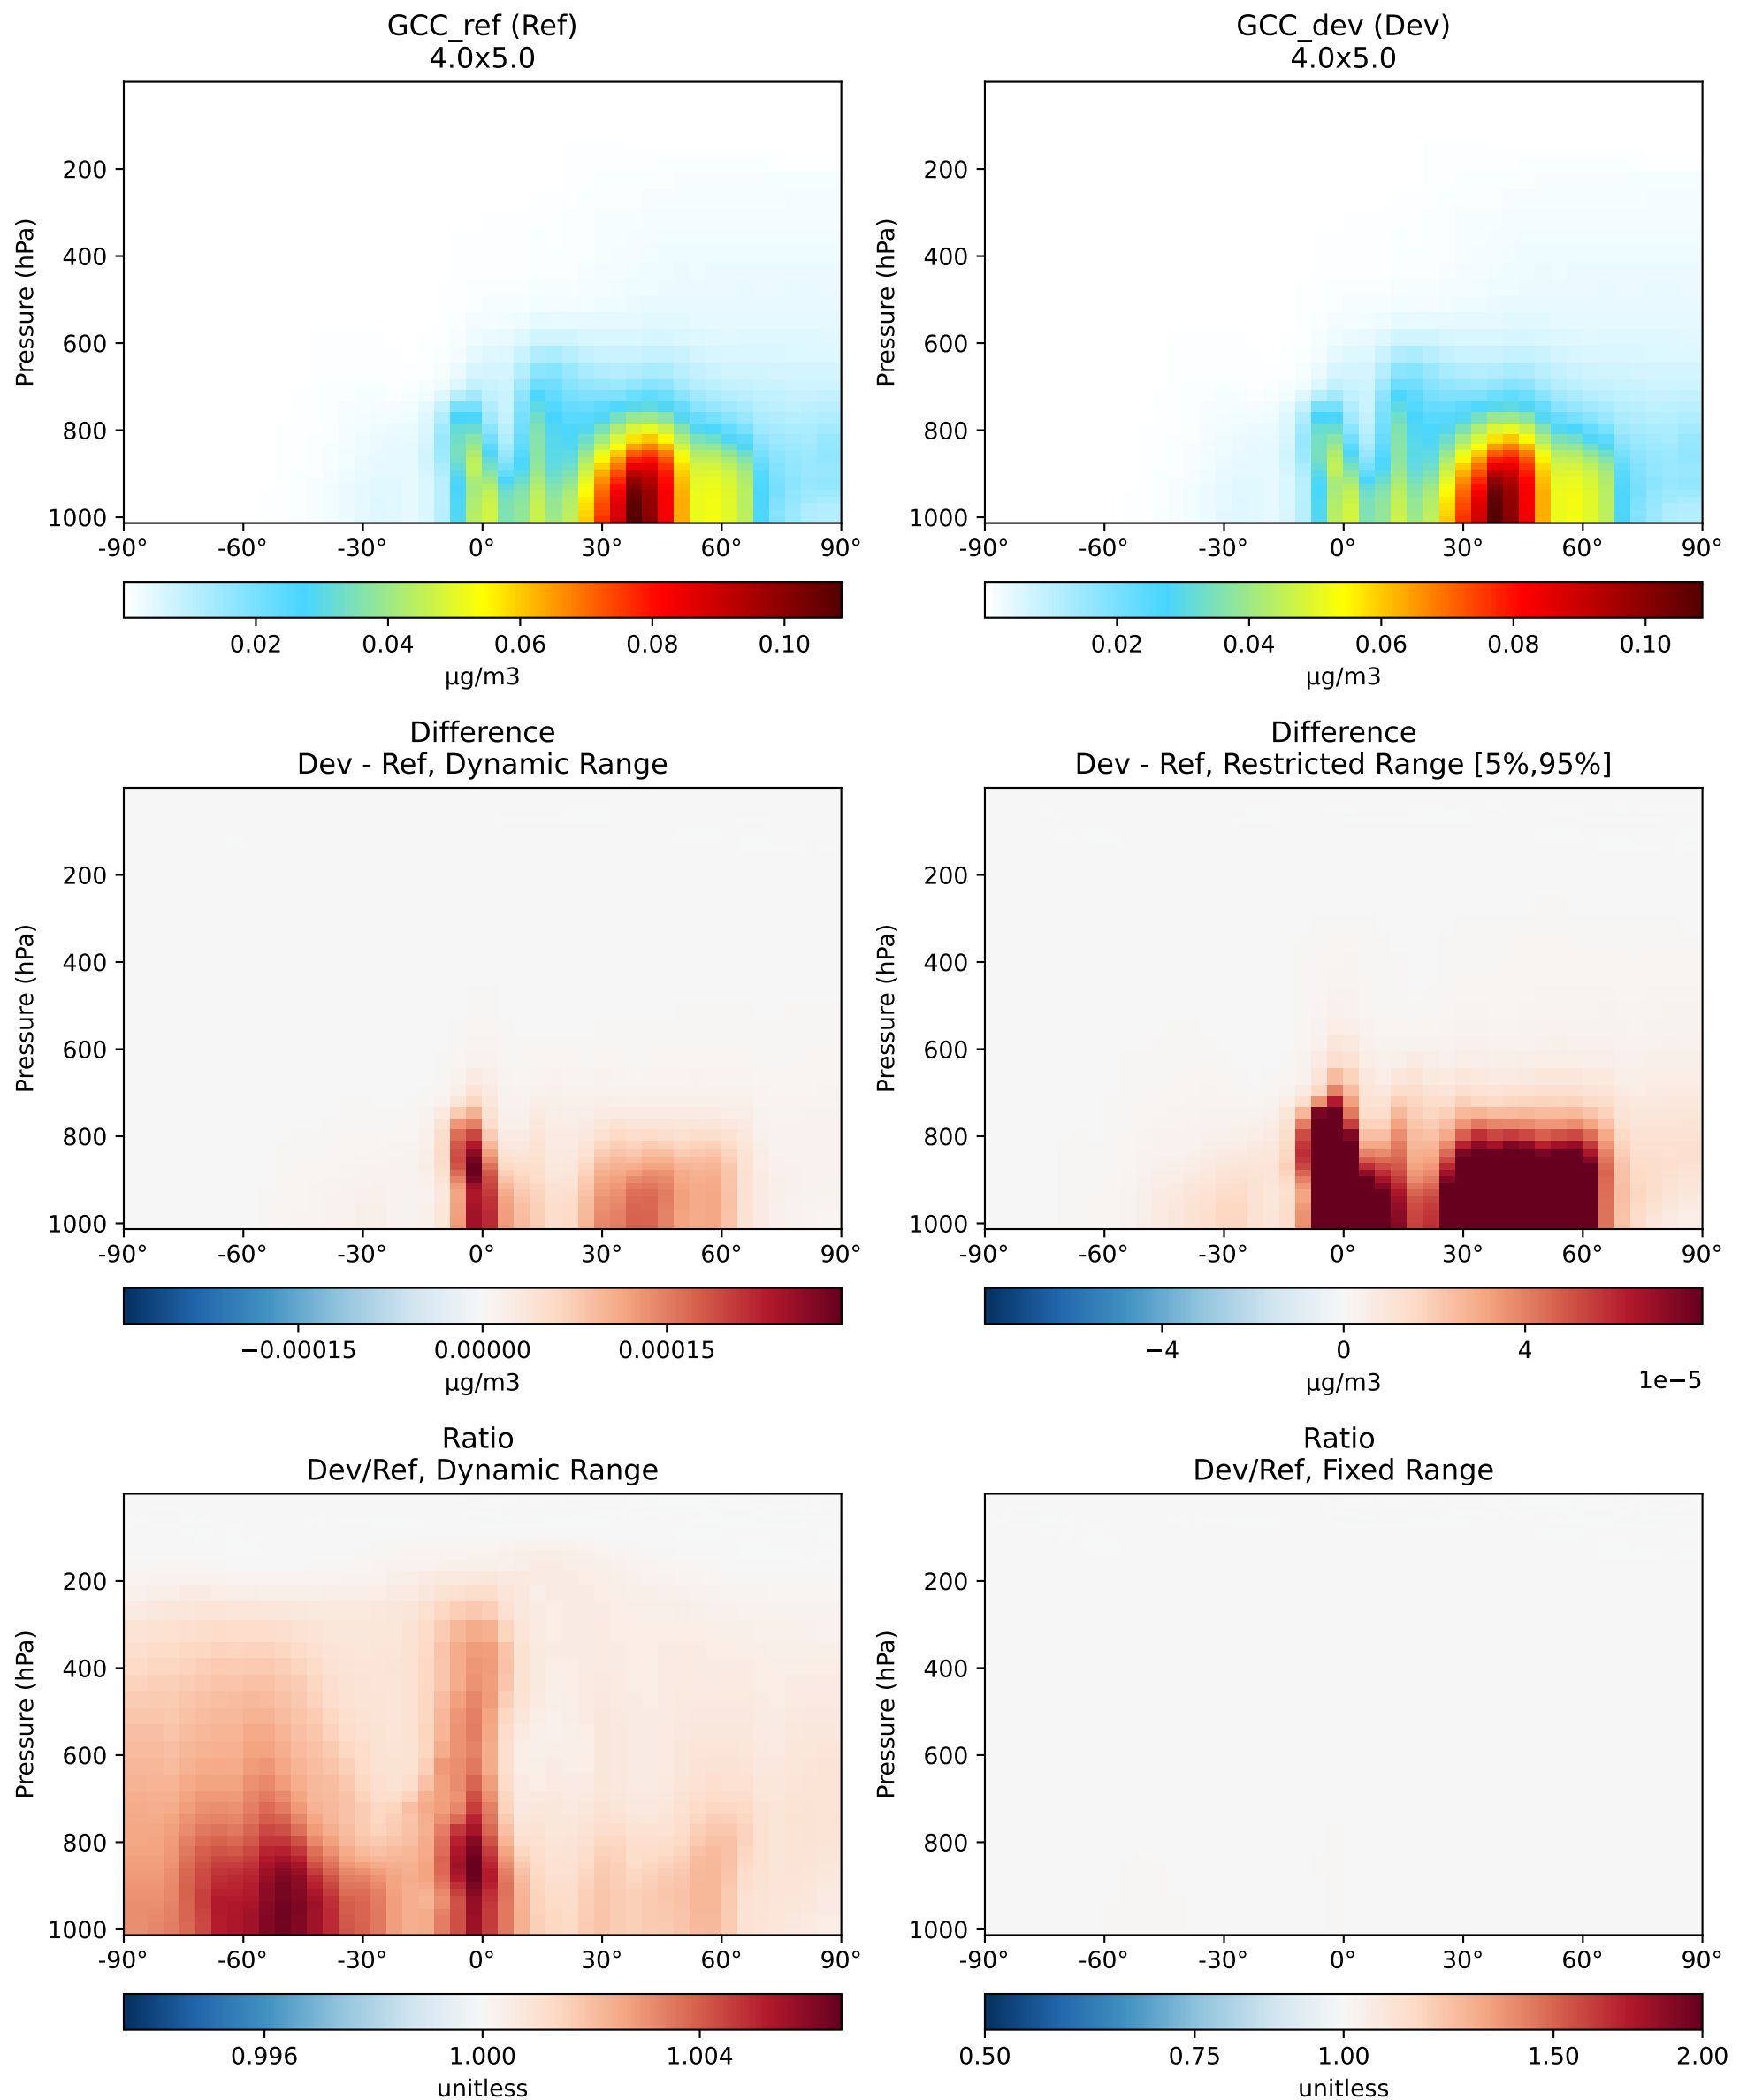 GCC_ref (Ref)
4.0x5.0
GCC_dev (Dev)
4.0x5.0
Pressure (hPa)
200
400
600
800
1000
-90° -60° -30° 0° 30° 60° 90°
0.02 0.04 0.06 0.08 0.10
µg/m3
Pressure (hPa)
200
400
600
800
1000
-90° -60° -30° 0° 30° 60° 90°
0.02 0.04 0.06 0.08 0.10
µg/m3
Difference
Dev - Ref, Dynamic Range
Pressure (hPa)
200
400
600
800
1000
-90° -60° -30° 0° 30° 60° 90°
−0.00015 0.00000 0.00015
µg/m3
Difference
Dev - Ref, Restricted Range [5%,95%]
Pressure (hPa)
200
400
600
800
1000
-90° -60° -30° 0° 30° 60° 90°
−4 0 4
µg/m3
1e−5
Ratio
Dev/Ref, Dynamic Range
Pressure (hPa)
200
400
600
800
1000
-90° -60° -30° 0° 30° 60° 90°
0.996 1.000 1.004
unitless
Ratio
Dev/Ref, Fixed Range
Pressure (hPa)
200
400
600
800
1000
-90° -60° -30° 0° 30° 60° 90°
0.50 0.75 1.00 1.50 2.00
unitless